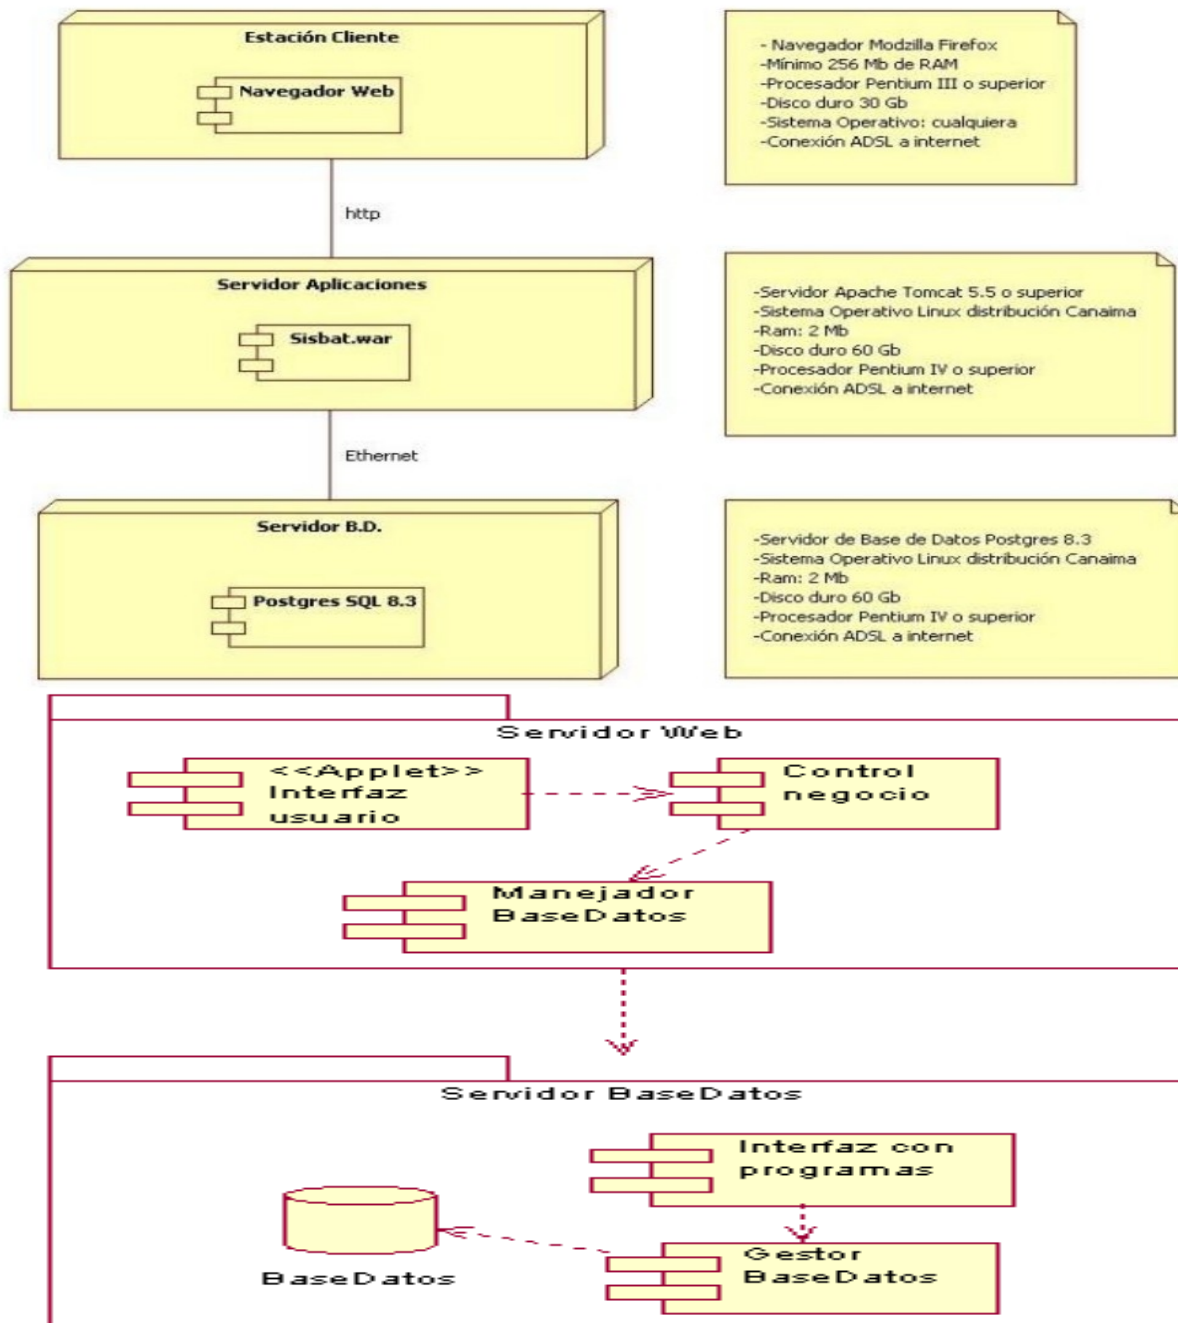 Estación Cliente
Navegador Web
- Navegador Modzilla Firefox
-Mínimo 256 Mb de RAM
-Procesador Pentium III o superior
-Disco duro 30 Gb
-Sistema Operativo: cualquiera
-Conexión ADSL a internet
http
Servidor Aplicaciones
Sisbat.war
-Servidor Apache Tomcat 5.5 o superior
-Sistema Operativo Linux distribución Canaima
-Ram: 2 Mb
-Disco duro 60 Gb
-Procesador Pentium IV o superior
-Conexión ADSL a internet
Ethernet
Servidor B.D.
Postgres SQL 8.3
-Servidor de Base de Datos Postgres 8.3
-Sistema Operativo Linux distribución Canaima
-Ram: 2 Mb
-Disco duro 60 Gb
-Procesador Pentium IV o superior
-Conexión ADSL a internet
Servidor Web
<<Applet>>
Interfaz
usuario
Control
negocio
Manejador
BaseDatos
Servidor BaseDatos
Interfaz con
programas
Gestor
BaseDatos
BaseDatos